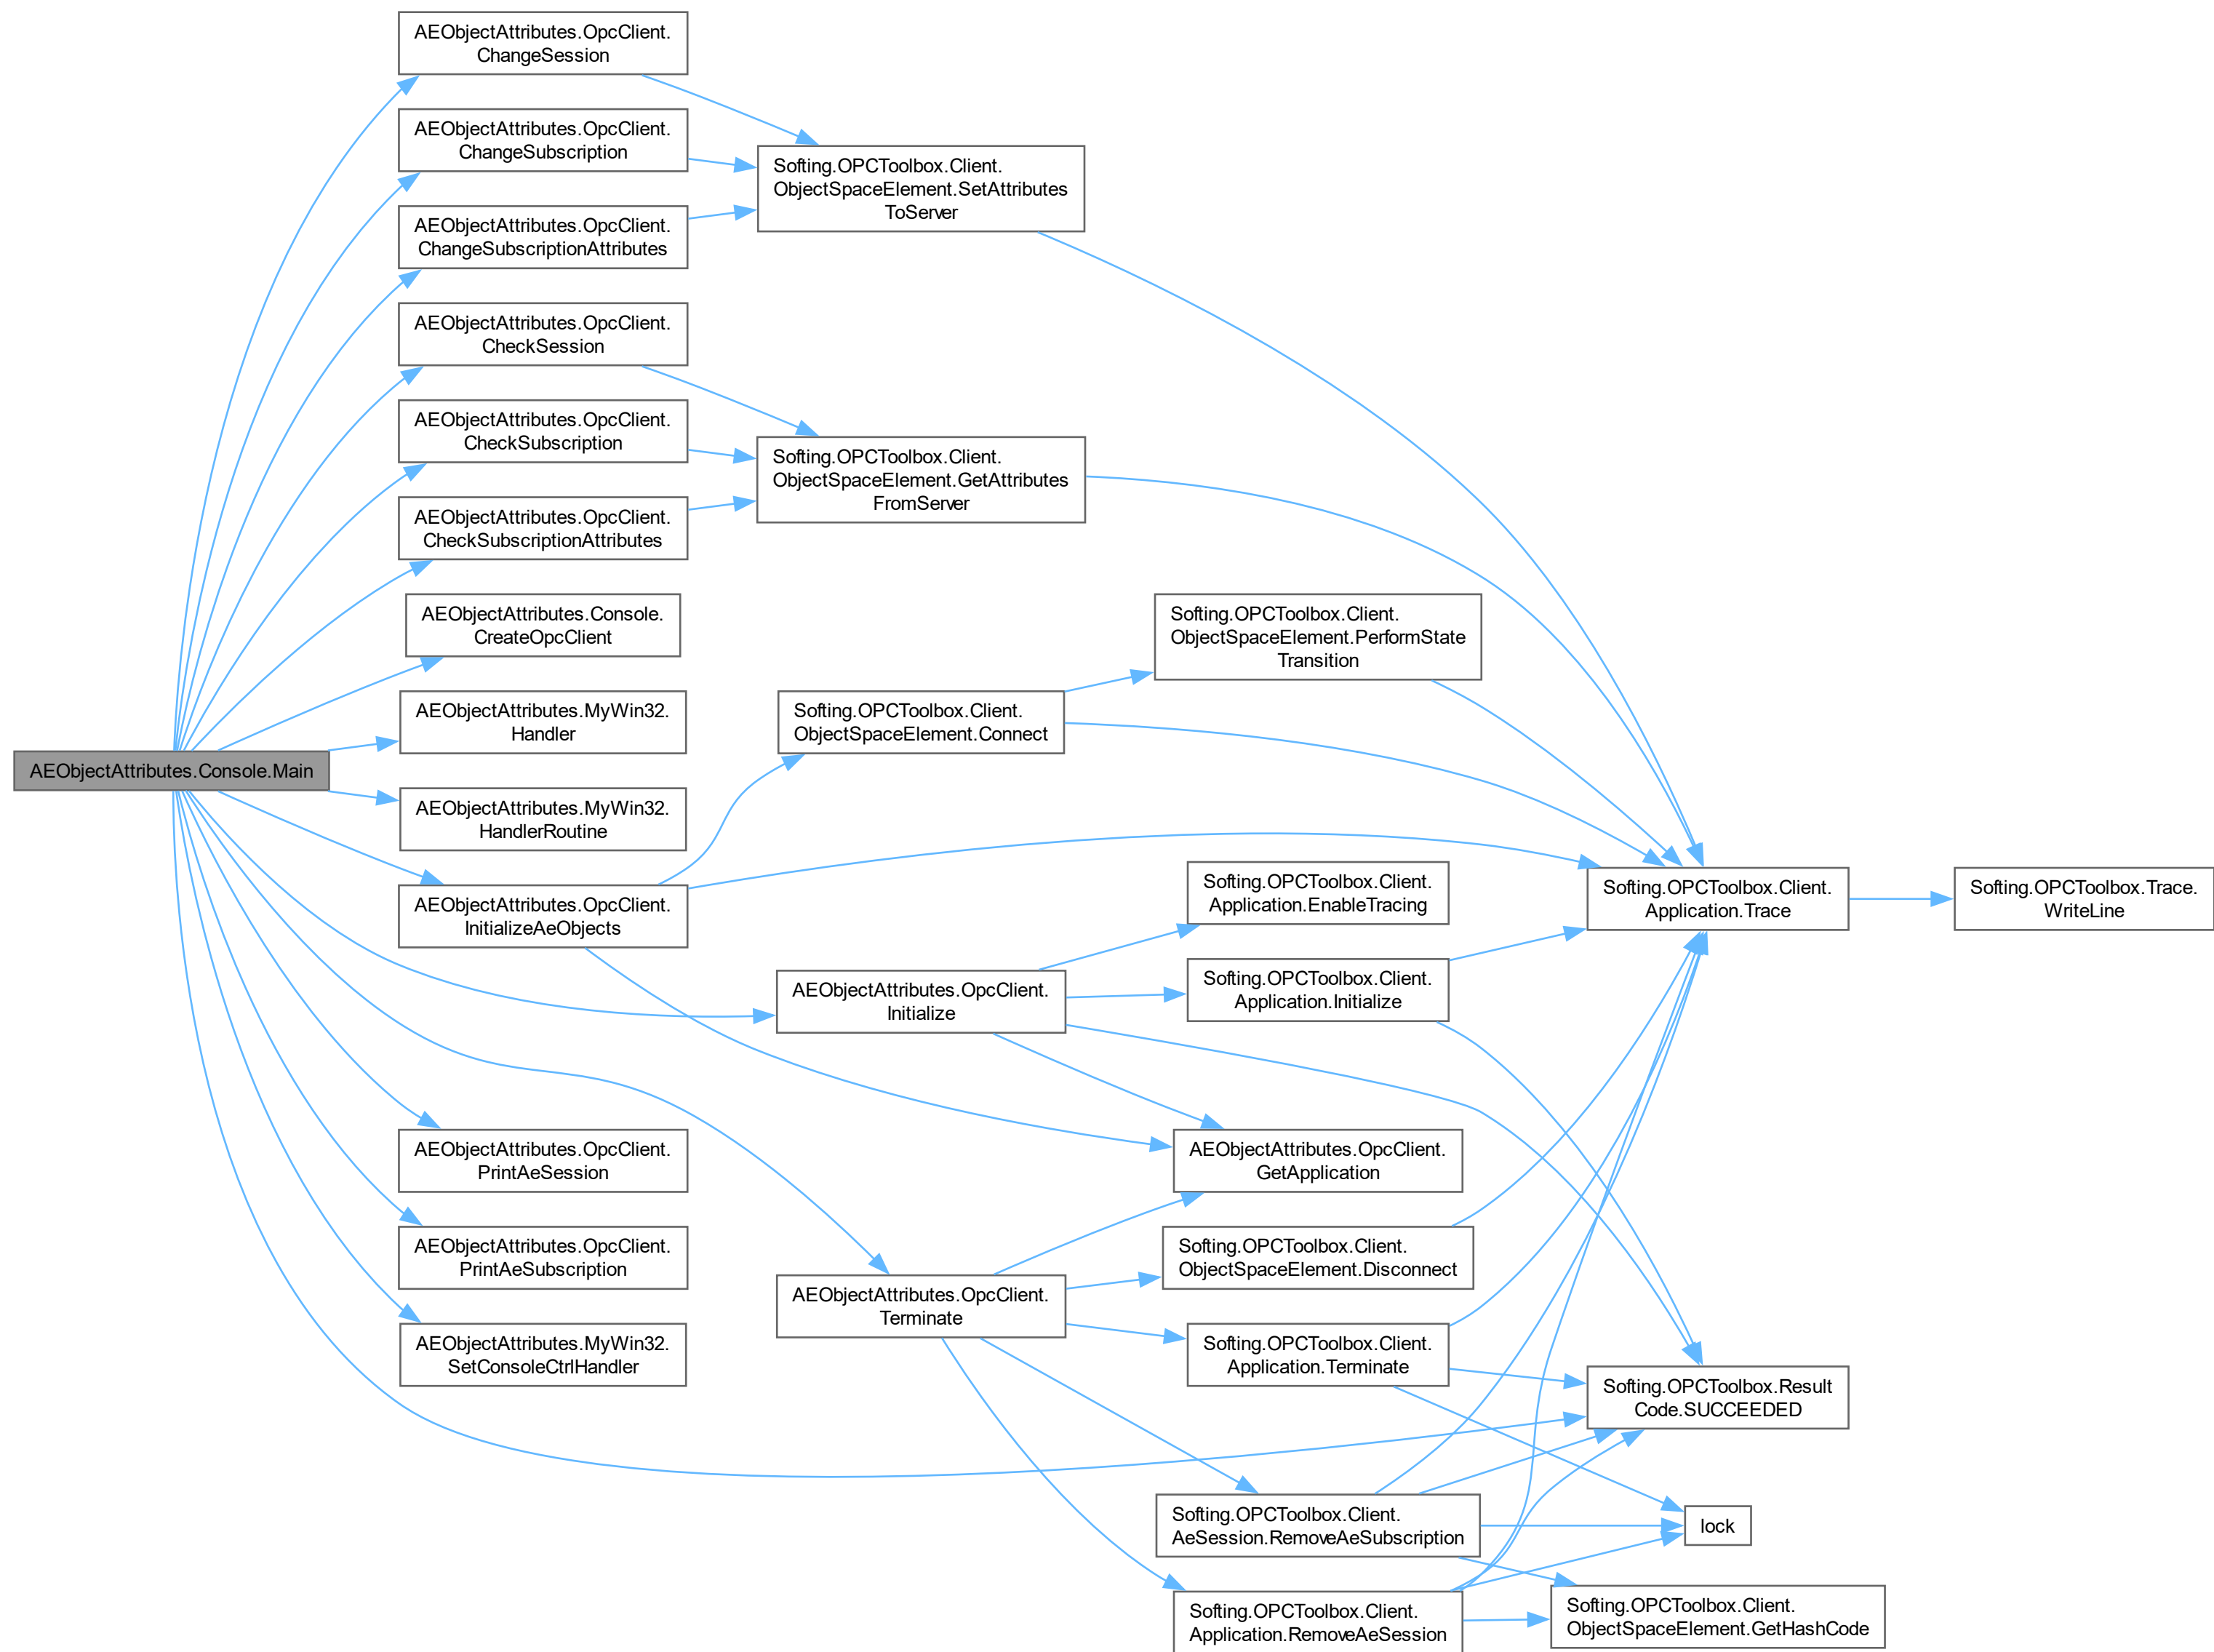 AEObjectAttributes.Console.Main
AEObjectAttributes.OpcClient.
ChangeSession
AEObjectAttributes.OpcClient.
ChangeSubscription
AEObjectAttributes.OpcClient.
ChangeSubscriptionAttributes
AEObjectAttributes.OpcClient.
CheckSession
AEObjectAttributes.OpcClient.
CheckSubscription
AEObjectAttributes.OpcClient.
CheckSubscriptionAttributes
AEObjectAttributes.Console.
CreateOpcClient
AEObjectAttributes.MyWin32.
Handler
AEObjectAttributes.MyWin32.
HandlerRoutine
AEObjectAttributes.OpcClient.
InitializeAeObjects
AEObjectAttributes.OpcClient.
PrintAeSession
AEObjectAttributes.OpcClient.
PrintAeSubscription
AEObjectAttributes.MyWin32.
SetConsoleCtrlHandler
Softing.OPCToolbox.Client.
ObjectSpaceElement.SetAttributes
ToServer
Softing.OPCToolbox.Client.
ObjectSpaceElement.GetAttributes
FromServer
Softing.OPCToolbox.Client.
ObjectSpaceElement.Connect
AEObjectAttributes.OpcClient.
Initialize
AEObjectAttributes.OpcClient.
Terminate
Softing.OPCToolbox.Client.
ObjectSpaceElement.PerformState
Transition
Softing.OPCToolbox.Client.
Application.EnableTracing
Softing.OPCToolbox.Client.
Application.Initialize
AEObjectAttributes.OpcClient.
GetApplication
Softing.OPCToolbox.Client.
ObjectSpaceElement.Disconnect
Softing.OPCToolbox.Client.
Application.Terminate
Softing.OPCToolbox.Client.
AeSession.RemoveAeSubscription
Softing.OPCToolbox.Client.
Application.RemoveAeSession
Softing.OPCToolbox.Client.
Application.Trace
Softing.OPCToolbox.Result
Code.SUCCEEDED
lock
Softing.OPCToolbox.Client.
ObjectSpaceElement.GetHashCode
Softing.OPCToolbox.Trace.
WriteLine